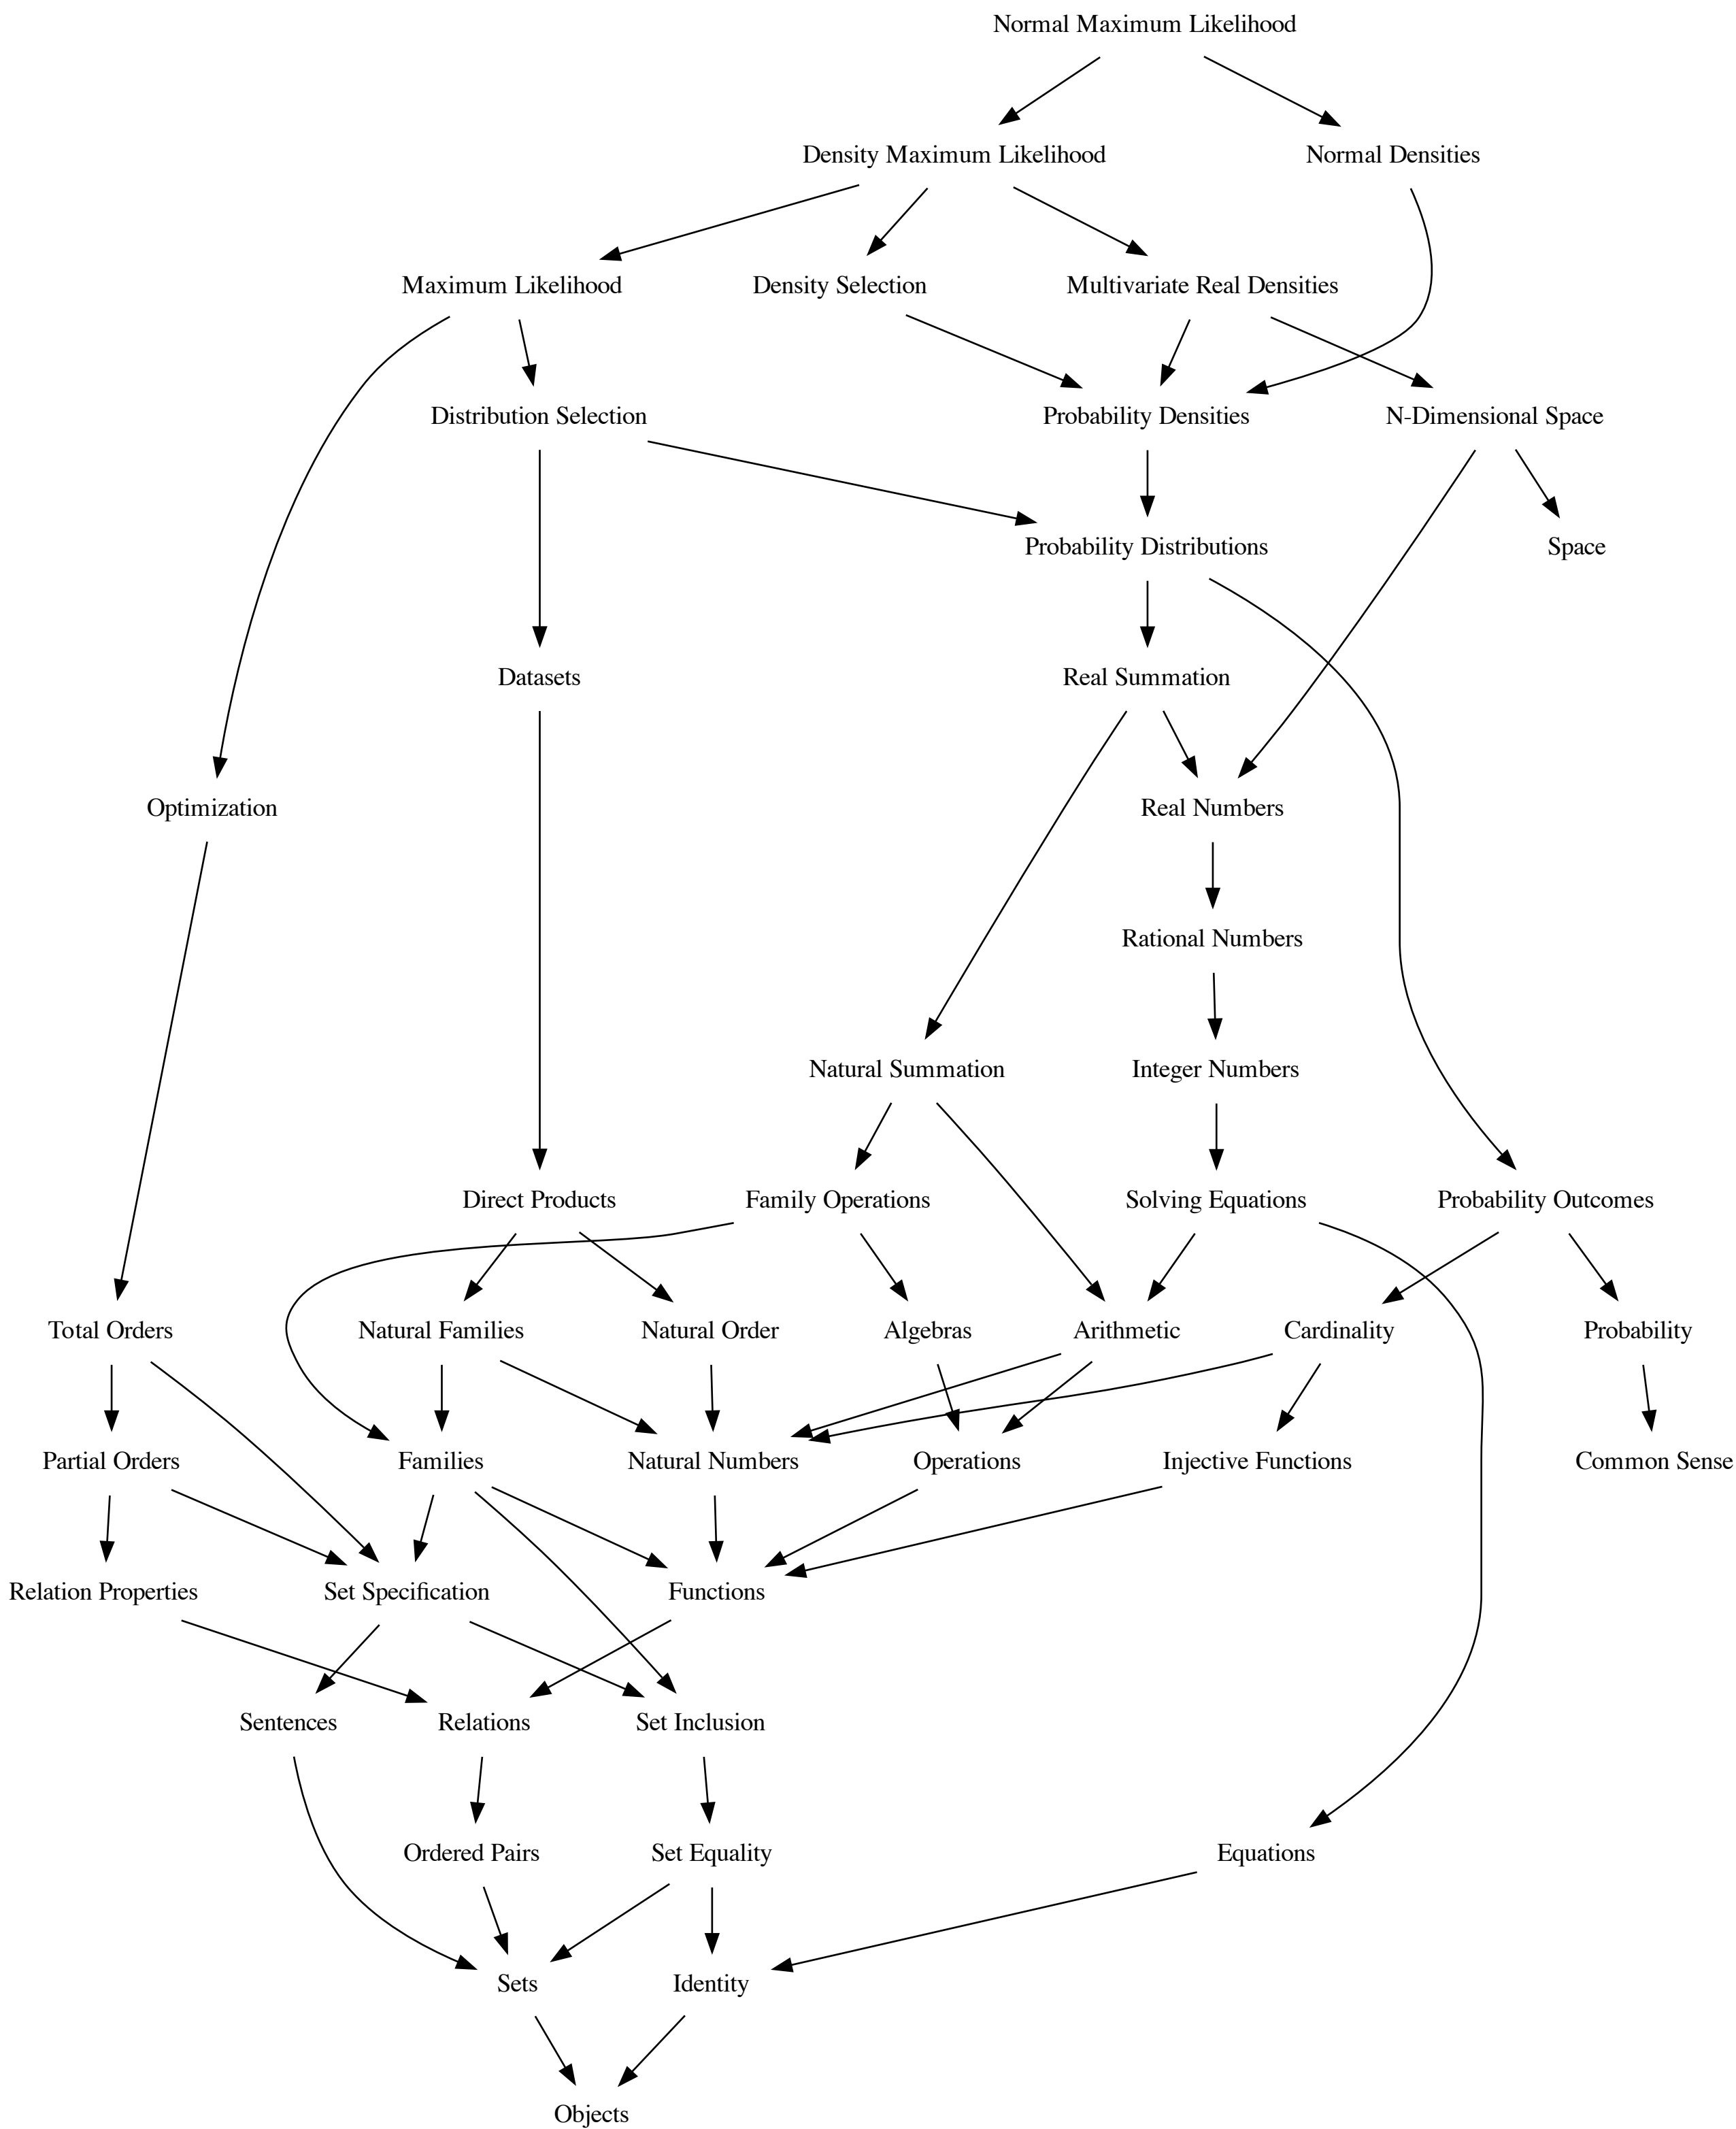 Normal Maximum Likelihood
Density Maximum Likelihood
Normal Densities
Maximum Likelihood
Density Selection
Multivariate Real Densities
Distribution Selection
Probability Densities
N-Dimensional Space
Probability Distributions
Space
Datasets
Real Summation
Optimization
Real Numbers
Rational Numbers
Natural Summation
Integer Numbers
Direct Products
Family Operations
Solving Equations
Probability Outcomes
Total Orders
Natural Families
Natural Order
Algebras
Arithmetic
Cardinality
Probability
Partial Orders
Families
Natural Numbers
Operations
Injective Functions
Common Sense
Relation Properties
Set Specification
Functions
Sentences
Relations
Set Inclusion
Ordered Pairs
Set Equality
Equations
Sets
Identity
Objects